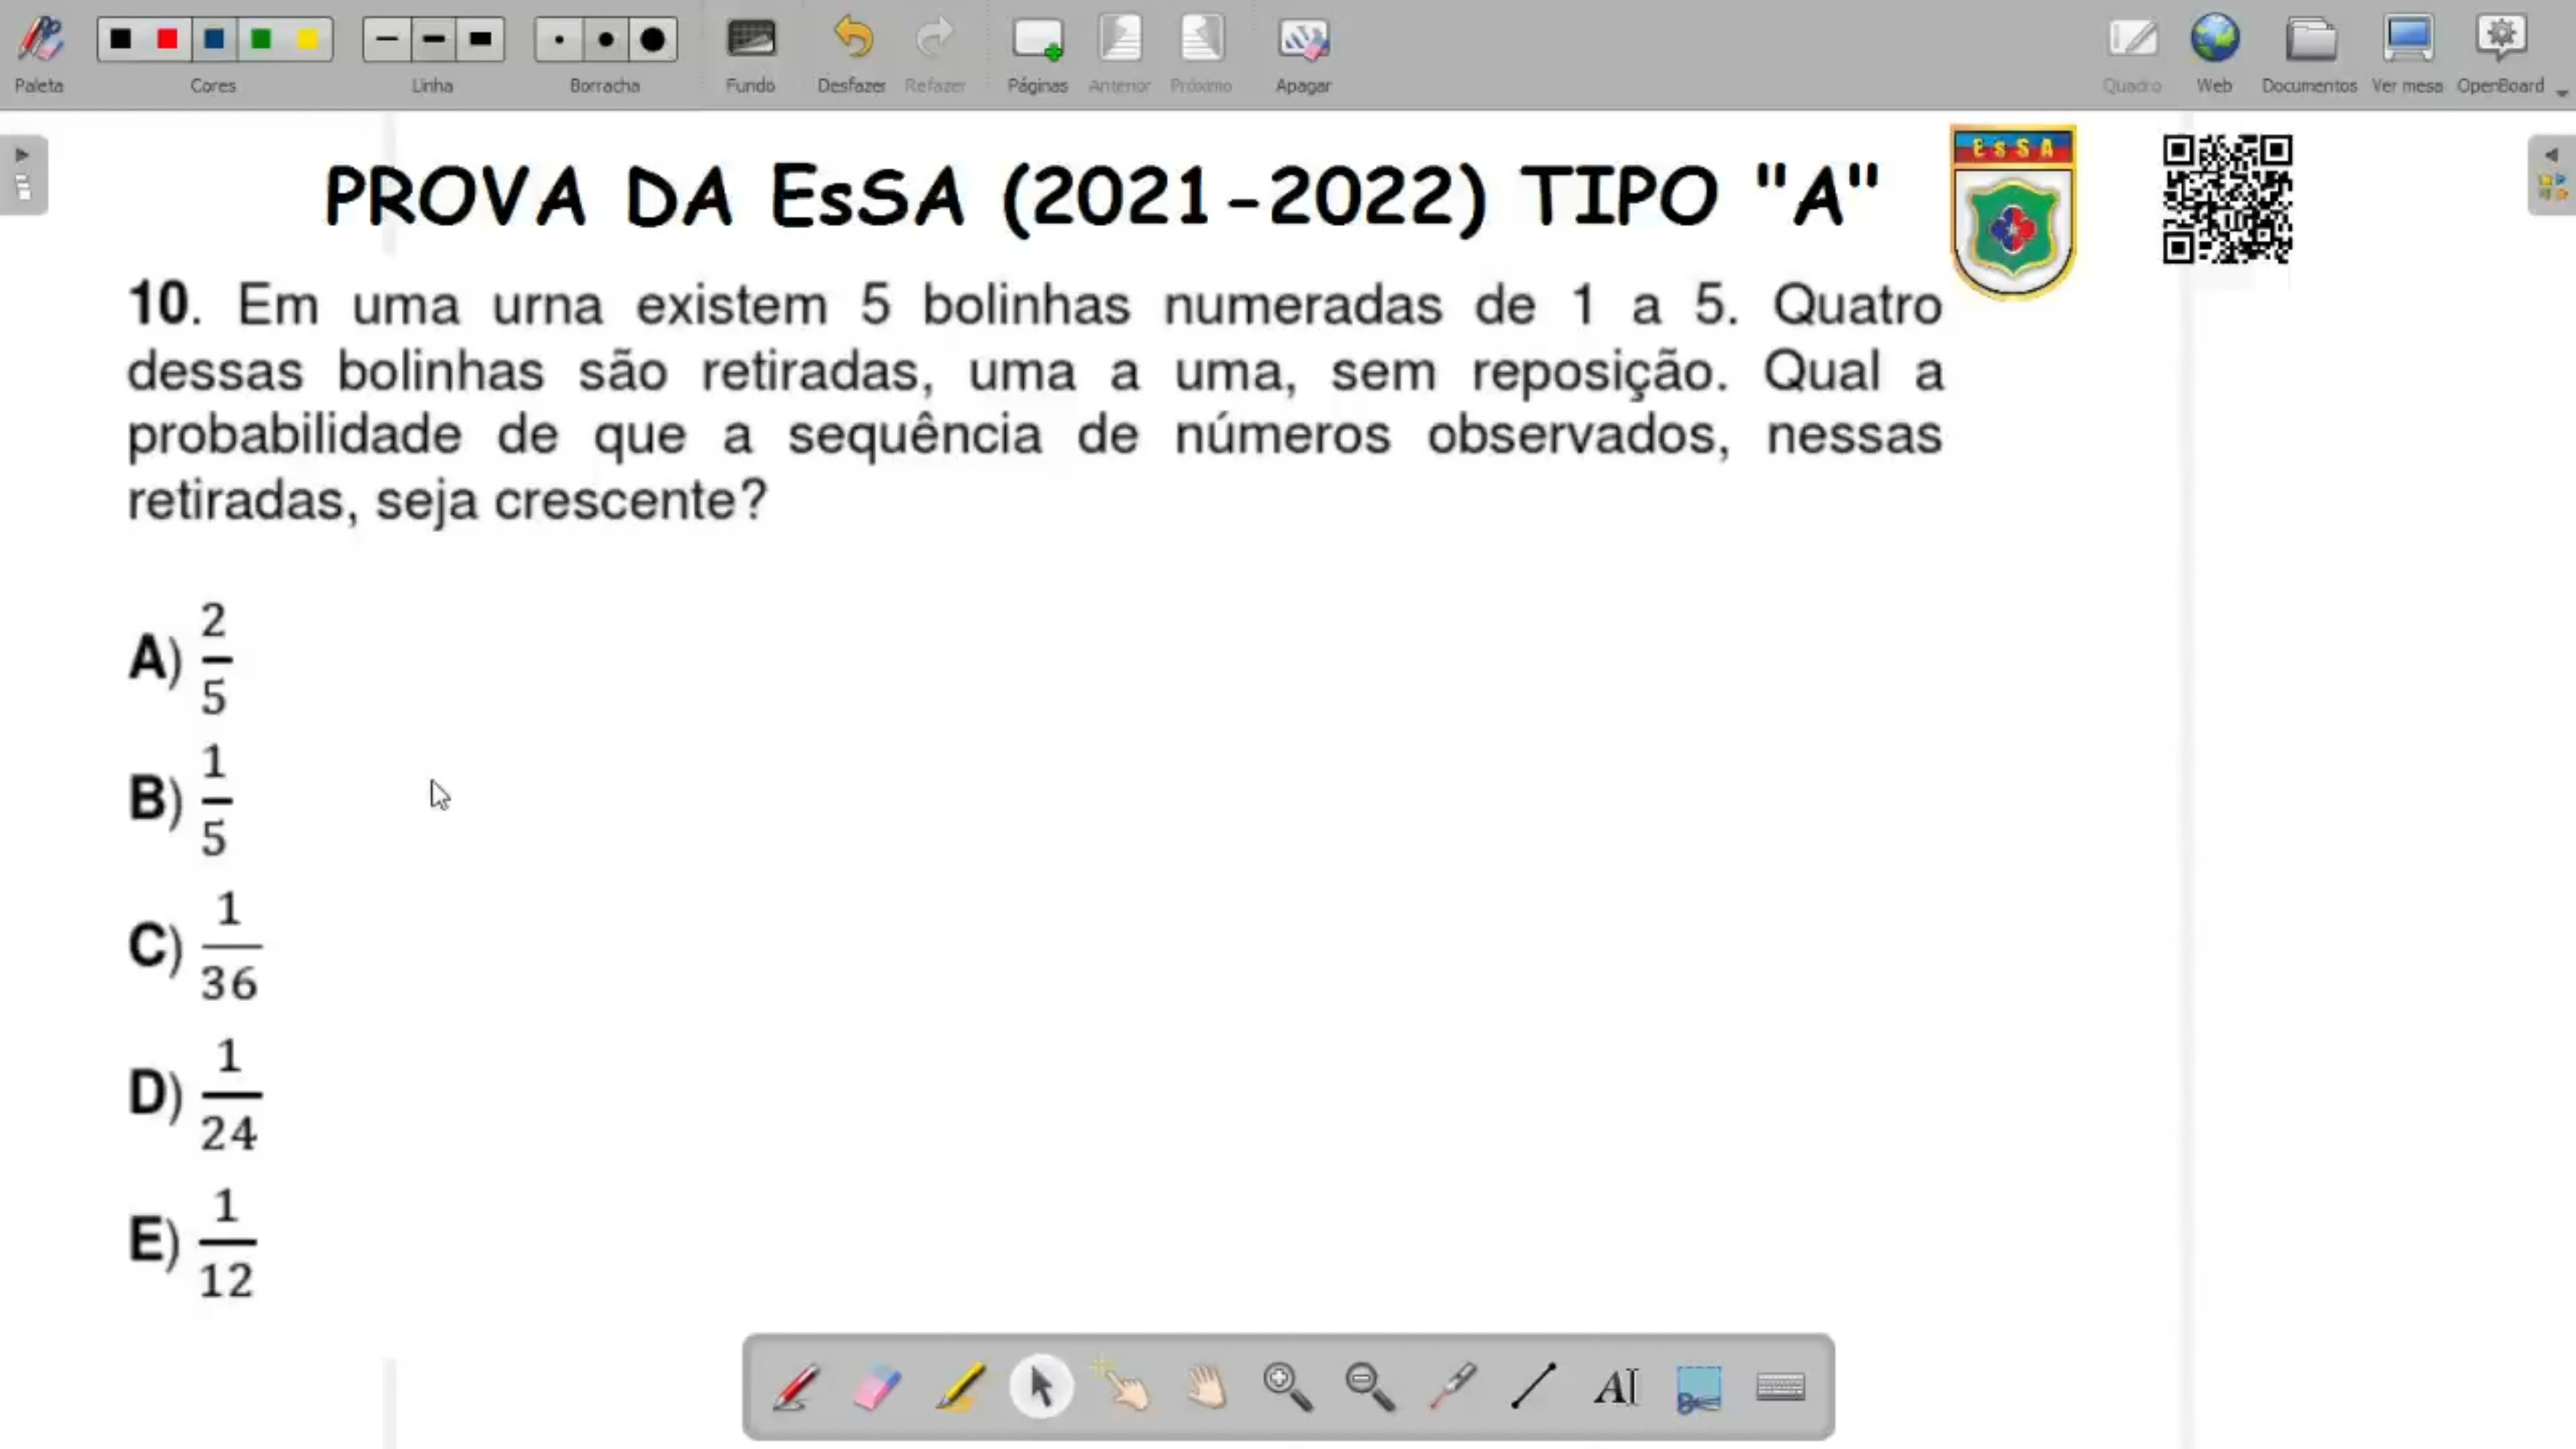 Paleta
Cores
Linha
Borracha
Fundo
Desfazer
Refazer
Páginas
Anterior
Próximo
Apagar
Quadro
Web
Documentos
Ver mesa
OpenBoard
PROVA DA EsSA (2021-2022) TIPO "A"
EsSA
10. Em uma urna existem 5 bolinhas numeradas de 1 a 5. Quatro
dessas bolinhas são retiradas, uma a uma, sem reposição. Qual a
probabilidade de que a sequência de números observados, nessas
retiradas, seja crescente?
A) 2/5
B) 1/5
C) 1/36
D) 1/24
E) 1/12
AI